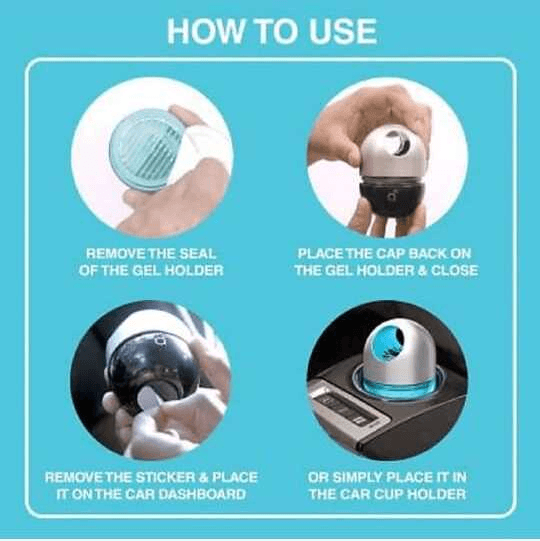 HOW TO USE
REMOVE THE SEAL
OF THE GEL HOLDER
PLACE THE CAP BACK ON
THE GEL HOLDER & CLOSE
REMOVE THE STICKER & PLACE
IT ON THE CAR DASHBOARD
OR SIMPLY PLACE IT IN
THE CAR CUP HOLDER